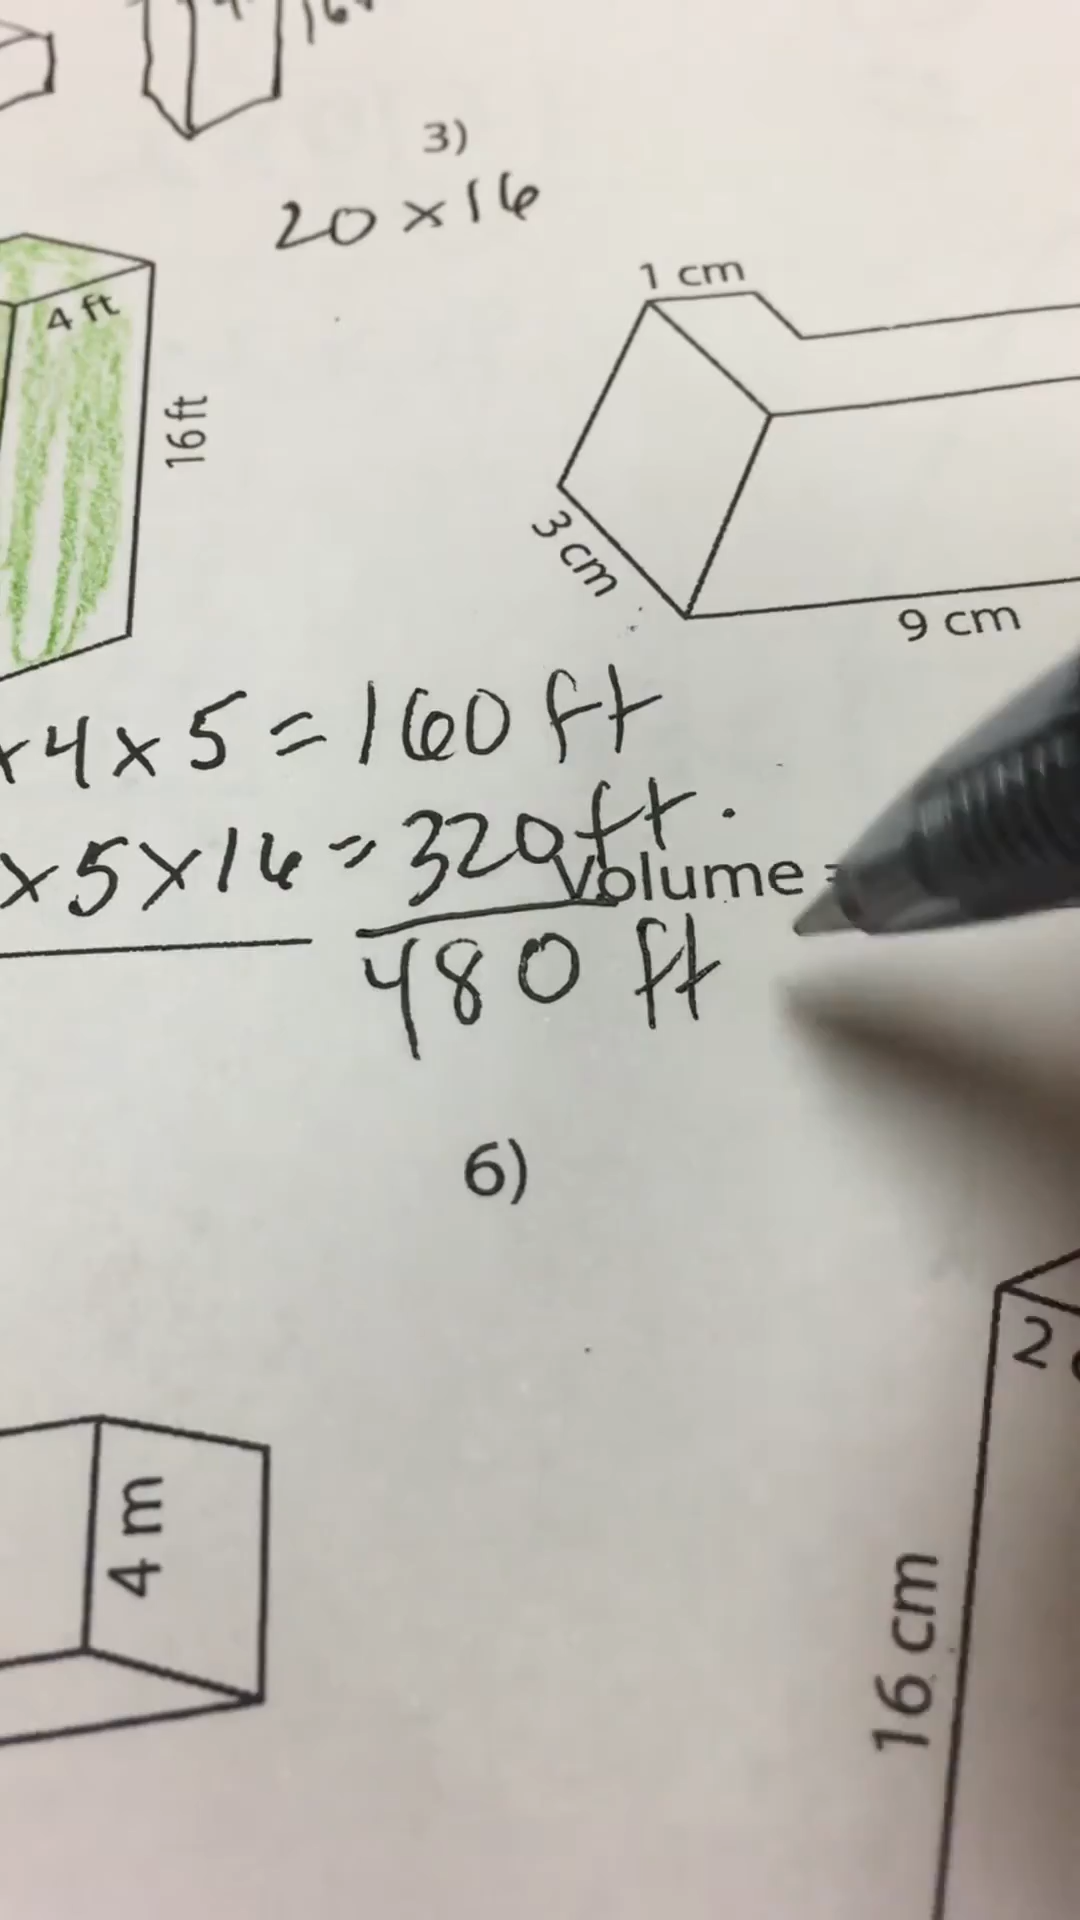 16
3)
20 x 16
1 cm
4 ft
16 ft
3 cm
9 cm
x 4 x 5 = 160 ft
x 5 x 16 = 320 ft.
Volume =
480 ft
6)
2
4 m
16 cm